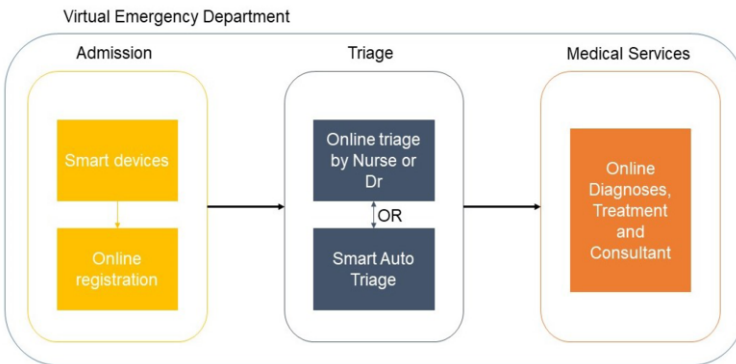 Virtual Emergency Department
Admission
Triage
Medical Services
Smart devices
Online
registration
Online triage
by Nurse or
Dr
OR
Smart Auto
Triage
Online
Diagnoses,
Treatment
and
Consultant